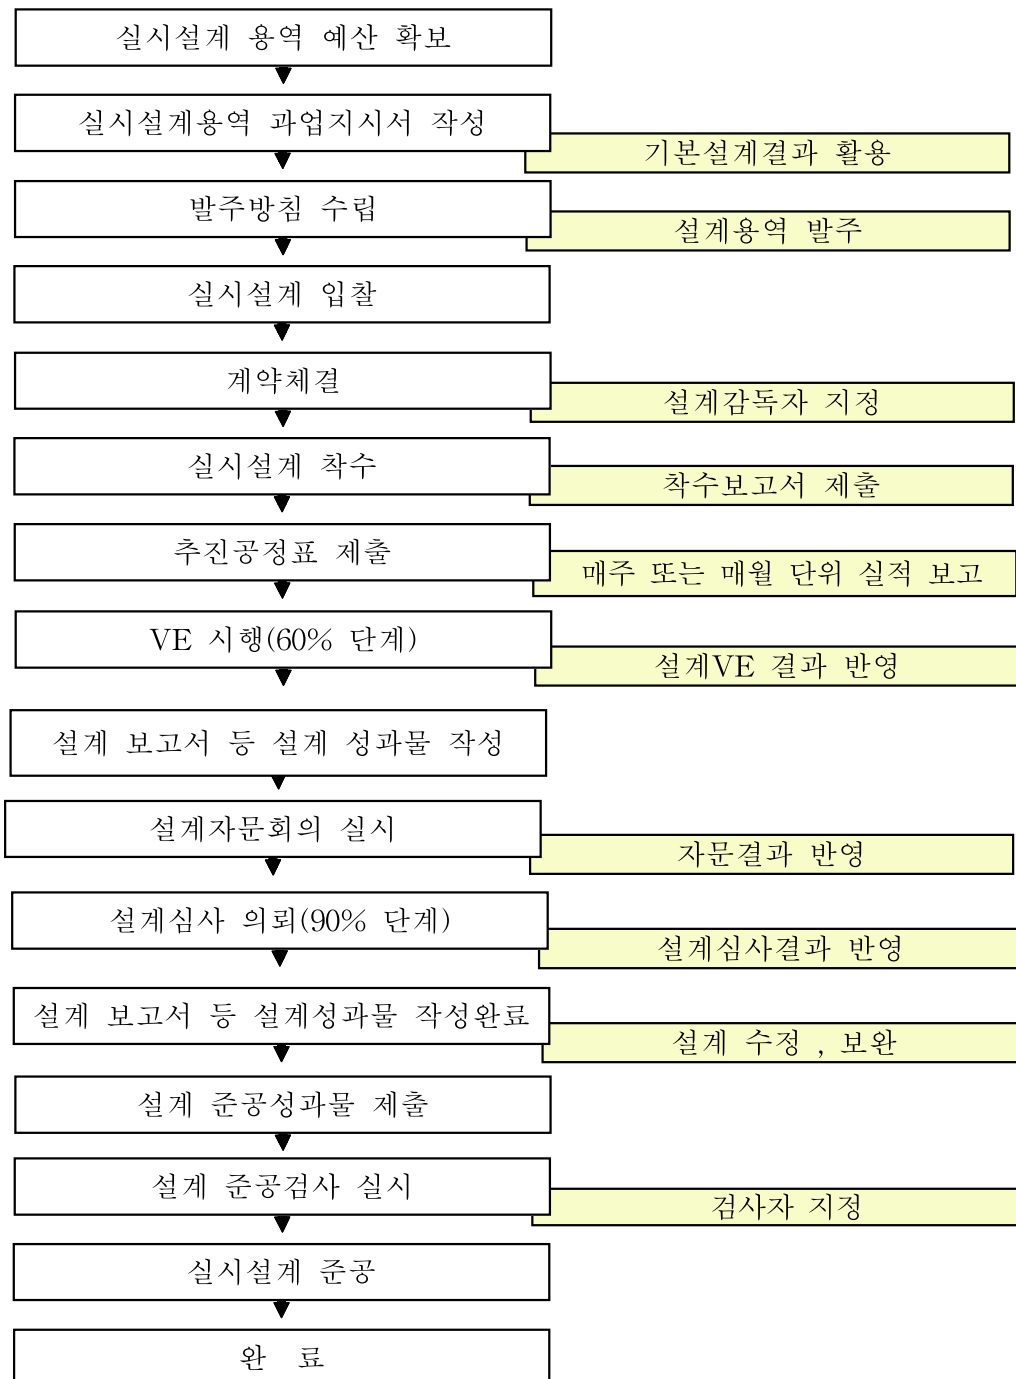 실시설계 용역 예산 확보
실시설계용역 과업지시서 작성
기본설계결과 활용
발주방침 수립
설계용역 발주
실시설계 입찰
계약체결
설계감독자 지정
실시설계 착수
착수보고서 제출
추진공정표 제출
매주 또는 매월 단위 실적 보고
VE 시행(60% 단계)
설계VE 결과 반영
설계 보고서 등 설계 성과물 작성
설계자문회의 실시
자문결과 반영
설계심사 의뢰(90% 단계)
설계심사결과 반영
설계 보고서 등 설계성과물 작성완료
설계 수정 , 보완
설계 준공성과물 제출
설계 준공검사 실시
검사자 지정
실시설계 준공
완 료